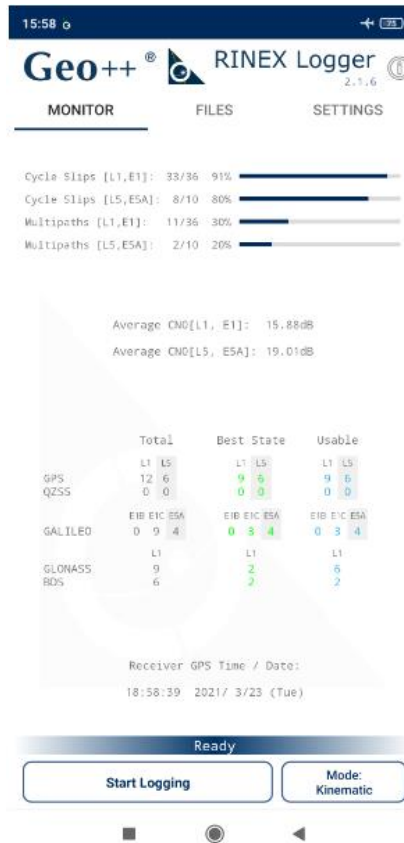 15:58 G 75
Geo++ ® RINEX Logger
2.1.6
MONITOR FILES SETTINGS
Cycle Slips [L1,E1]: 33/36 91%
Cycle Slips [L5,E5A]: 8/10 80%
Multipaths [L1,E1]: 11/36 30%
Multipaths [L5,E5A]: 2/10 20%
Average CN0[L1, E1]: 15.88dB
Average CN0[L5, E5A]: 19.01dB
Total Best State Usable
L1 L5 L1 L5 L1 L5
GPS 12 6 9 6 9 6
QZSS 0 0 0 0 0 0
E1B E1C E5A E1B E1C E5A E1B E1C E5A
GALILEO 0 9 4 0 3 4 0 3 4
L1 L1 L1
GLONASS 9 2 6
BDS 6 2 2
Receiver GPS Time / Date:
18:58:39 2021/ 3/23 (Tue)
Ready
Start Logging
Mode:
Kinematic